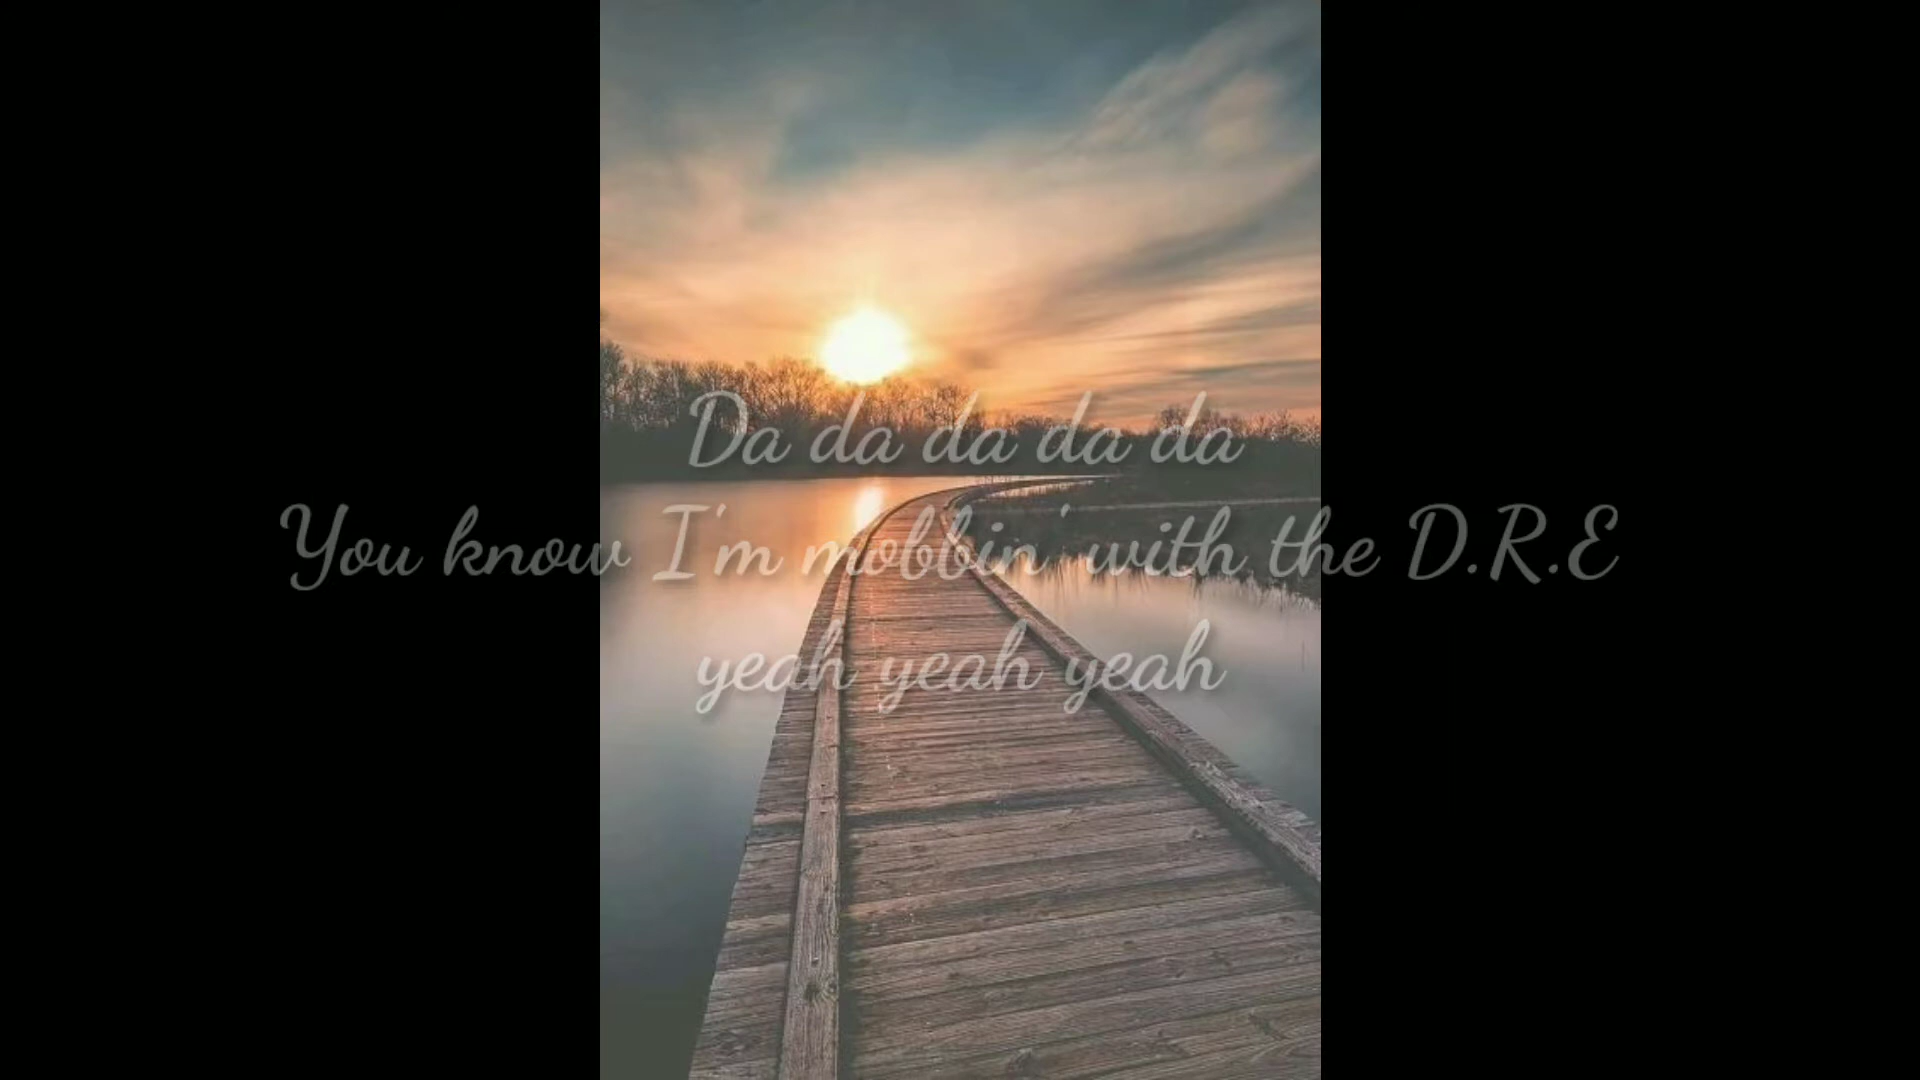 Da da da da da
You know I'm mobbin' with the D.R.E
yeah yeah yeah